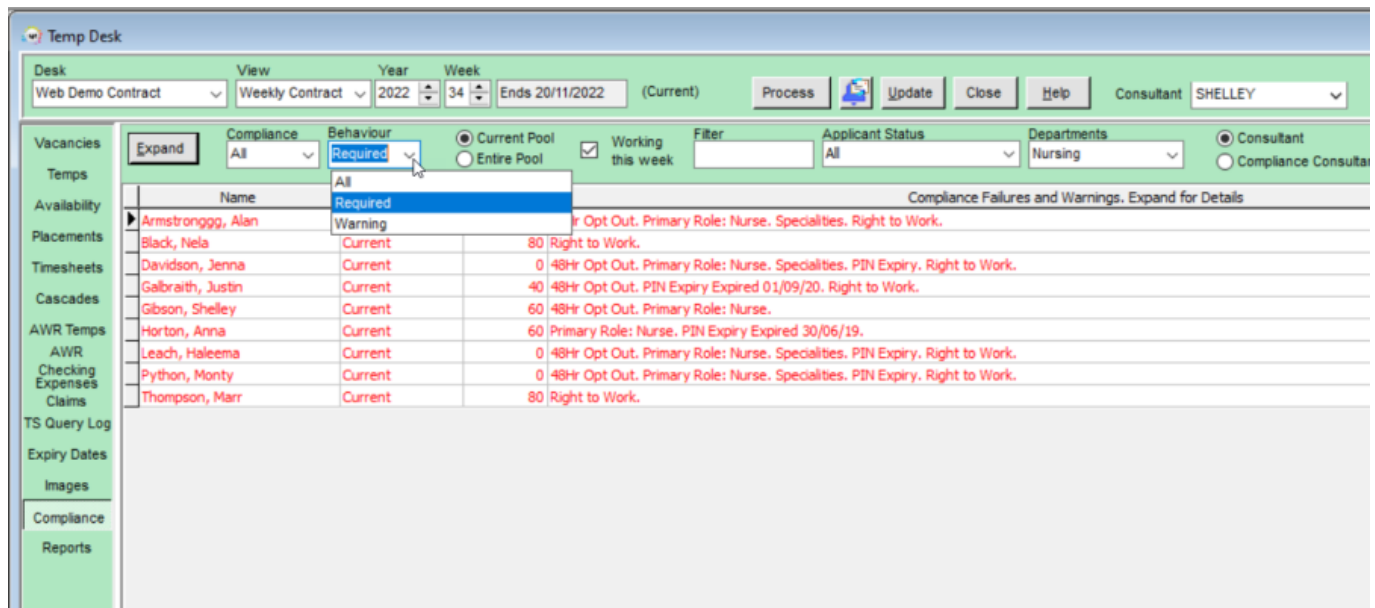 Temp Desk
Desk View Year Week
Web Demo Contract Weekly Contract 2022 34 Ends 20/11/2022 (Current) Process Update Close Help Consultant SHELLEY
Vacancies
Temps
Availability
Placements
Timesheets
Cascades
AWR Temps
AWR
Checking
Expenses
Claims
TS Query Log
Expiry Dates
Images
Compliance
Reports
Expand
Compliance
All
Behaviour
Required
All
Required
Warning
Current Pool
Entire Pool
Working
this week
Filter
Applicant Status
All
Departments
Nursing
Consultant
Compliance Consultan
Name Compliance Failures and Warnings. Expand for Details
Armstronggg, Alan Hr Opt Out. Primary Role: Nurse. Specialities. Right to Work.
Black, Nela Current 80 Right to Work.
Davidson, Jenna Current 0 48Hr Opt Out. Primary Role: Nurse. Specialities. PIN Expiry. Right to Work.
Galbraith, Justin Current 40 48Hr Opt Out. PIN Expiry Expired 01/09/20. Right to Work.
Gibson, Shelley Current 60 48Hr Opt Out. Primary Role: Nurse.
Horton, Anna Current 60 Primary Role: Nurse. PIN Expiry Expired 30/06/19.
Leach, Haleema Current 0 48Hr Opt Out. Primary Role: Nurse. Specialities. PIN Expiry. Right to Work.
Python, Monty Current 0 48Hr Opt Out. Primary Role: Nurse. Specialities. PIN Expiry. Right to Work.
Thompson, Marr Current 80 Right to Work.